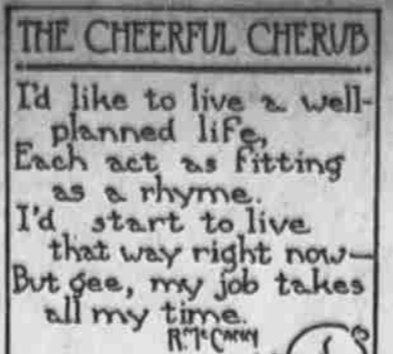 THE CHEERFUL CHERUB
I'd like to live a well-
planned life,
Each act as fitting
as a rhyme.
I'd start to live
that way right now—
But gee, my job takes
all my time.
R. McCann